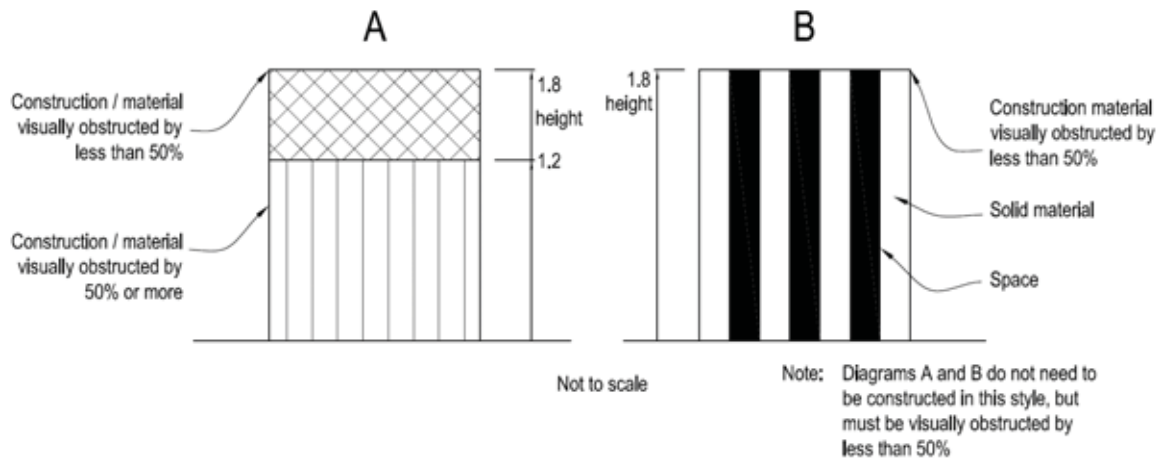 A
B
Construction / material
visually obstructed by
less than 50%
1.8
height
1.2
Construction / material
visually obstructed by
50% or more
1.8
height
Construction material
visually obstructed by
less than 50%
Solid material
Space
Not to scale
Note: Diagrams A and B do not need to
be constructed in this style, but
must be visually obstructed by
less than 50%